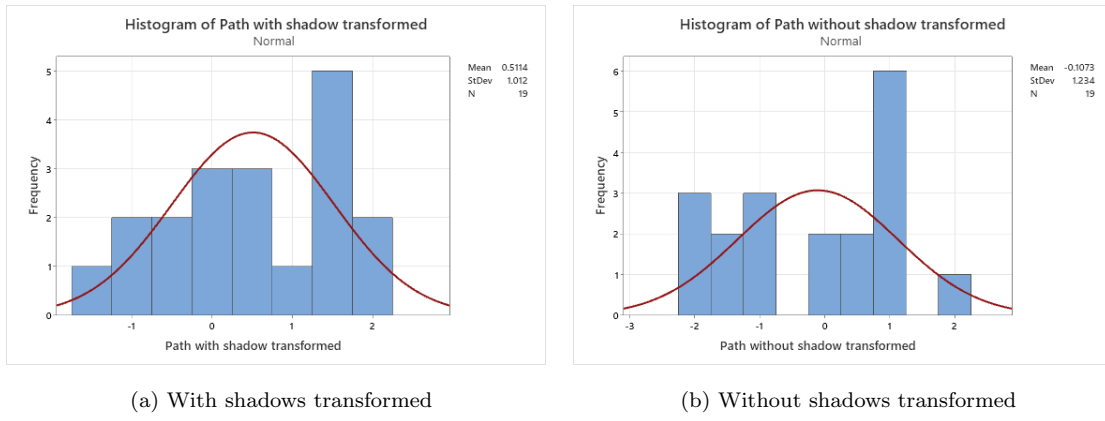 Histogram of Path with shadow transformed
Normal
Mean 0.5114
StDev 1.012
N 19
Frequency
5
4
3
2
1
0
-1 0 1 2
Path with shadow transformed
(a) With shadows transformed
Histogram of Path without shadow transformed
Normal
Mean -0.1073
StDev 1.234
N 19
Frequency
6
5
4
3
2
1
0
-3 -2 -1 0 1 2
Path without shadow transformed
(b) Without shadows transformed